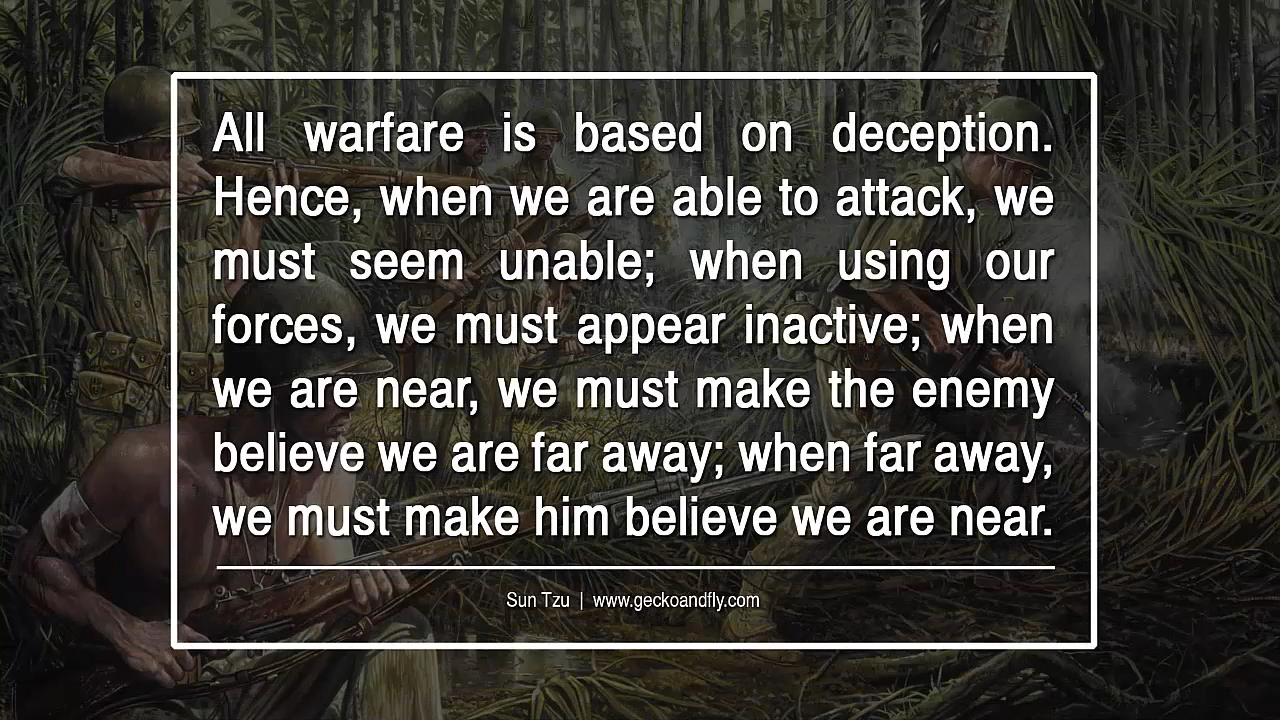 All warfare is based on deception.
Hence, when we are able to attack, we
must seem unable; when using our
forces, we must appear inactive; when
we are near, we must make the enemy
believe we are far away; when far away,
we must make him believe we are near.
Sun Tzu | www.geckoandfly.com